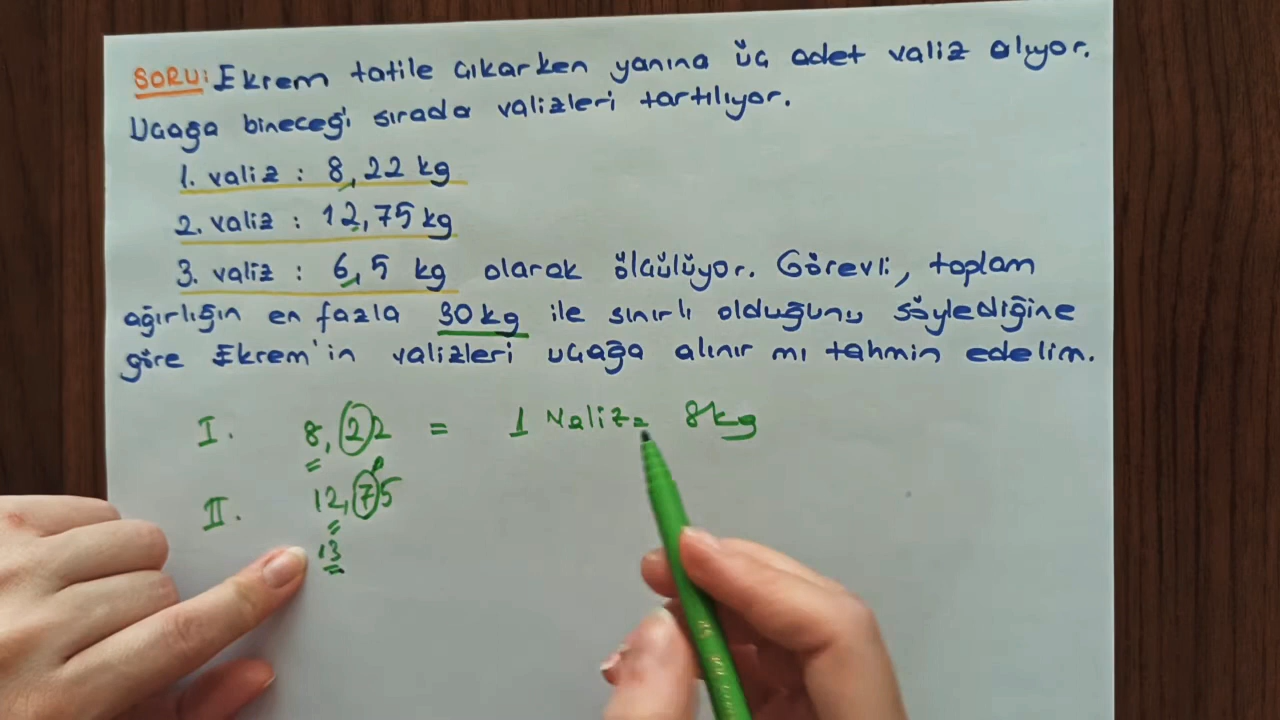 SORU: Ekrem tatile çıkarken yanına üç adet valiz alıyor.
Uçağa bineceği sırada valizleri tartılıyor.
1. valiz : 8,22 kg
2. valiz : 12,75 kg
3. valiz : 6,5 kg olarak ölçülüyor. Görevli, toplam
ağırlığın en fazla 30 kg ile sınırlı olduğunu söylediğine
göre Ekrem'in valizleri uçağa alınır mı tahmin edelim.
I. 8,22 = 1 Valiz = 8kg
II. 12,75
13